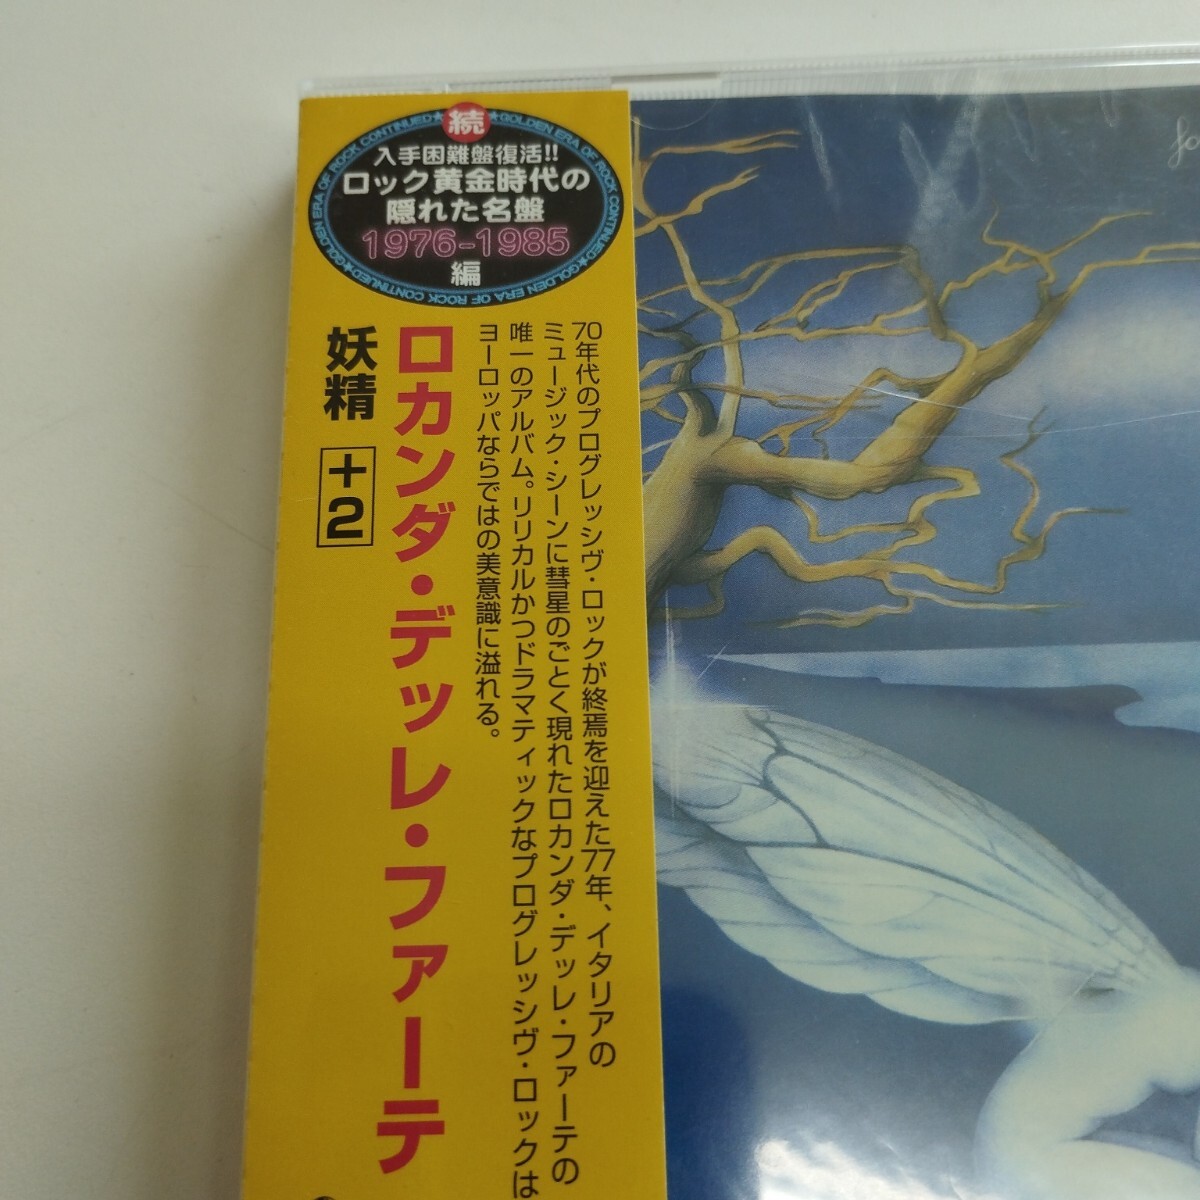 続
GOLDEN ERA OF ROCK CONTINUED★GOLDEN ERA OF ROCK CONTINUED★
入手困難盤復活!!
ロック黄金時代の
隠れた名盤
1976-1985
編
70年代のプログレッシヴ・ロックが終焉を迎えた77年、イタリアの
ミュージック・シーンに彗星のごとく現れたロカンダ・デッレ・ファーテの
唯一のアルバム。リリカルかつドラマティックなプログレッシヴ・ロックは
ヨーロッパならではの美意識に溢れる。
ロカンダ・デッレ・ファーテ
妖精 +2